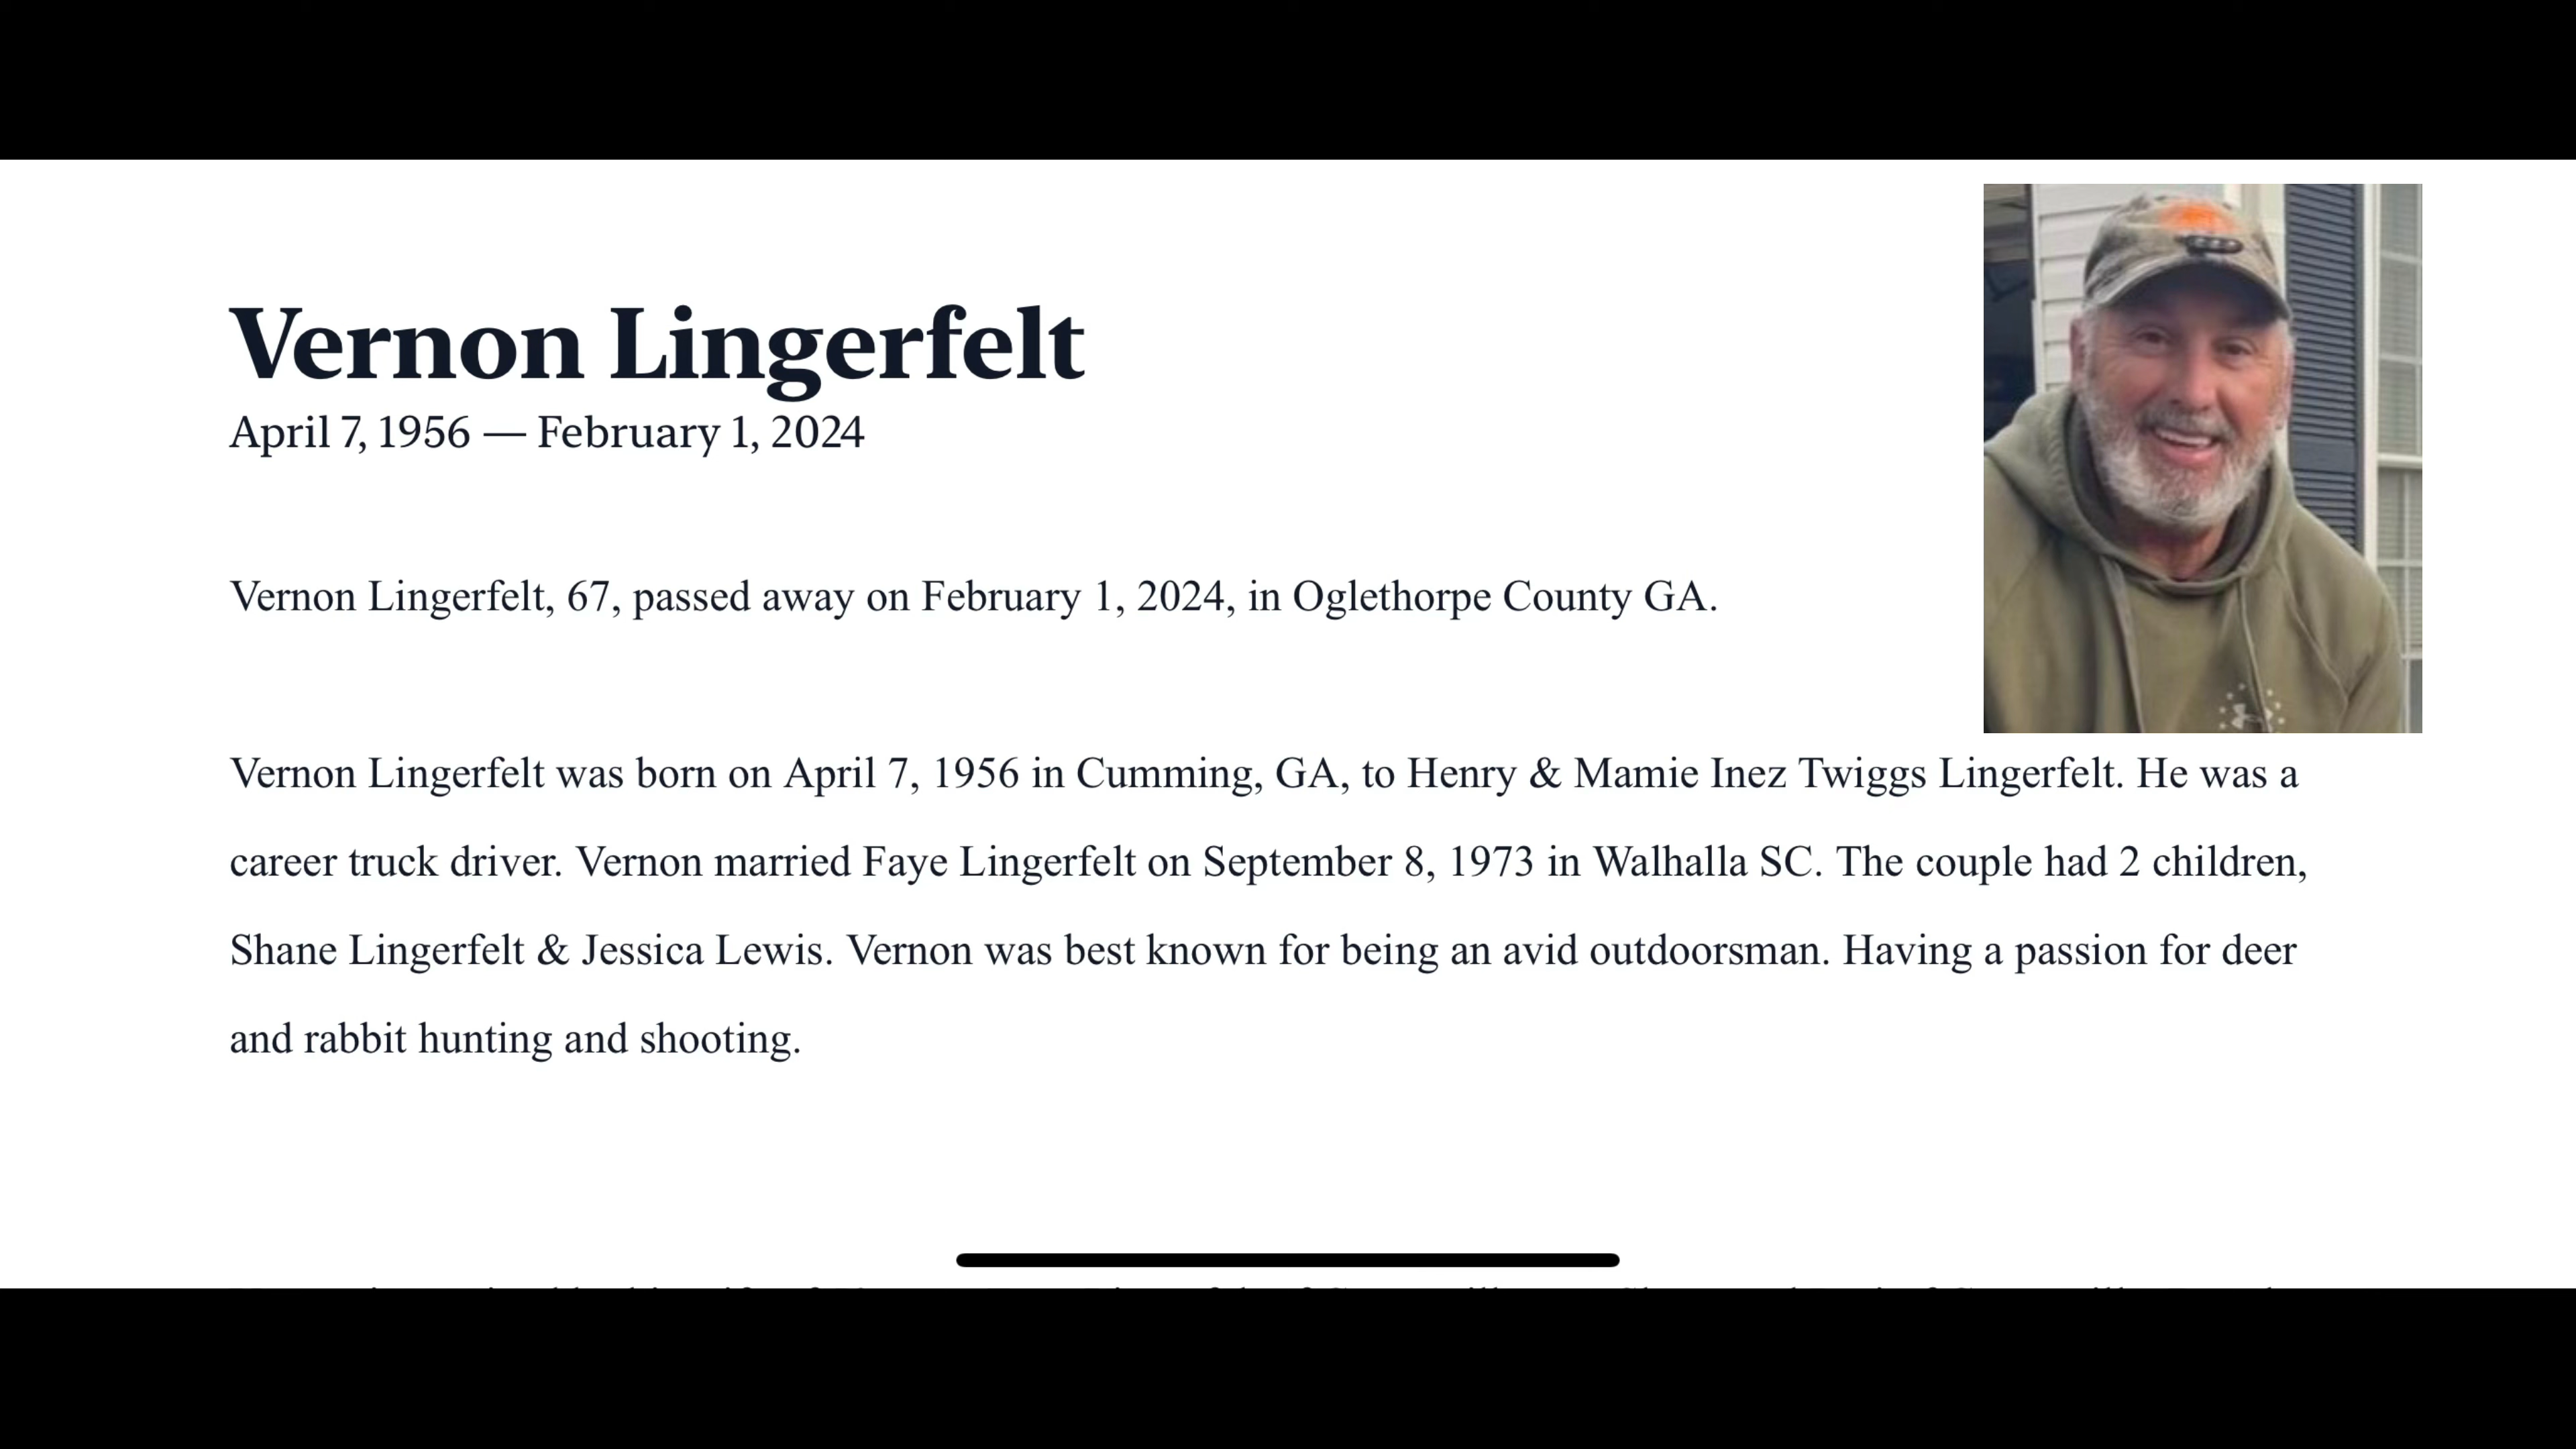 Vernon Lingerfelt
April 7, 1956 — February 1, 2024
Vernon Lingerfelt, 67, passed away on February 1, 2024, in Oglethorpe County GA.
Vernon Lingerfelt was born on April 7, 1956 in Cumming, GA, to Henry & Mamie Inez Twiggs Lingerfelt. He was a
career truck driver. Vernon married Faye Lingerfelt on September 8, 1973 in Walhalla SC. The couple had 2 children,
Shane Lingerfelt & Jessica Lewis. Vernon was best known for being an avid outdoorsman. Having a passion for deer
and rabbit hunting and shooting.